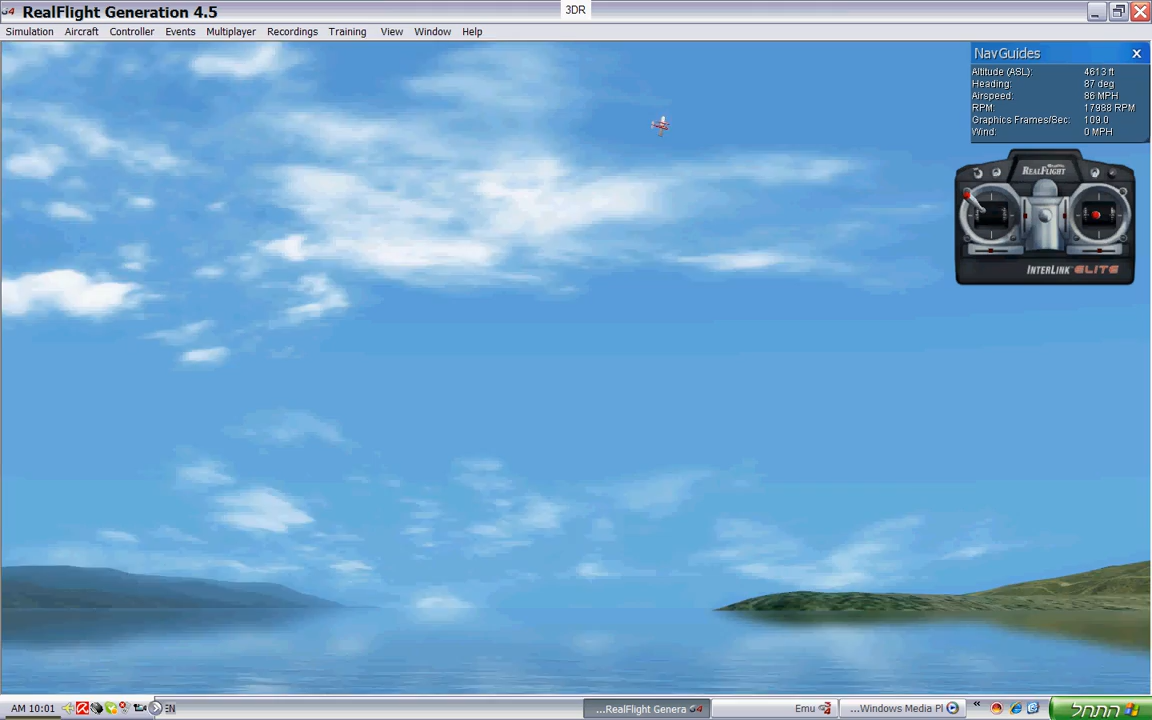 RealFlight Generation 4.5
3DR
Simulation Aircraft Controller Events Multiplayer Recordings Training View Window Help
NavGuides
Altitude (ASL): 4613 ft
Heading: 87 deg
Airspeed: 86 MPH
RPM: 17988 RPM
Graphics Frames/Sec: 109.0
Wind: 0 MPH
REALFLIGHT
INTERLINK ELITE
AM 10:01 EN ...RealFlight Genera Emu ...Windows Media Pl התחל